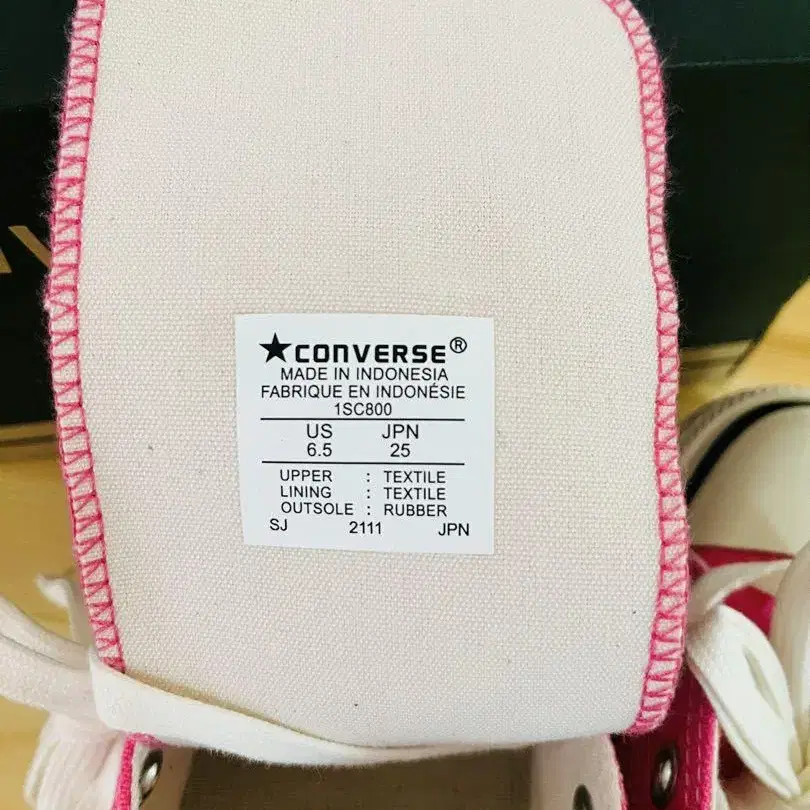 ★CONVERSE®
MADE IN INDONESIA
FABRIQUE EN INDONÉSIE
1SC800
US JPN
6.5 25
UPPER : TEXTILE
LINING : TEXTILE
OUTSOLE : RUBBER
SJ 2111 JPN